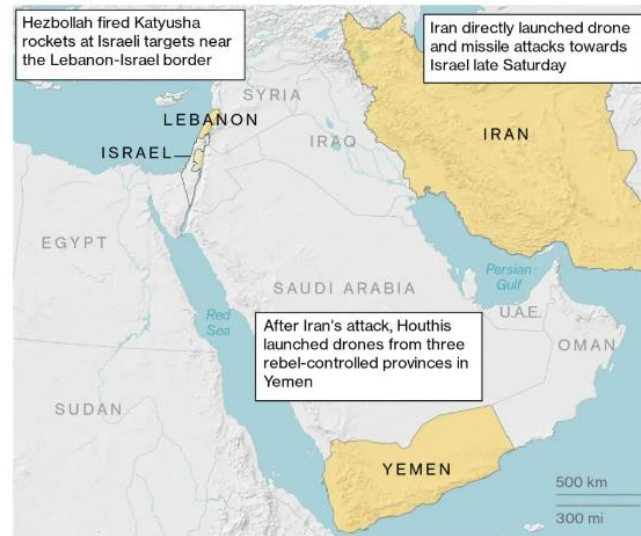 Hezbollah fired Katyusha
rockets at Israeli targets near
the Lebanon-Israel border
Iran directly launched drone
and missile attacks towards
Israel late Saturday
SYRIA
LEBANON
ISRAEL
IRAQ
IRAN
EGYPT
SAUDI ARABIA
Persian
Gulf
U.A.E.
Red
Sea
After Iran's attack, Houthis
launched drones from three
rebel-controlled provinces in
Yemen
OMAN
SUDAN
YEMEN
500 km
300 mi